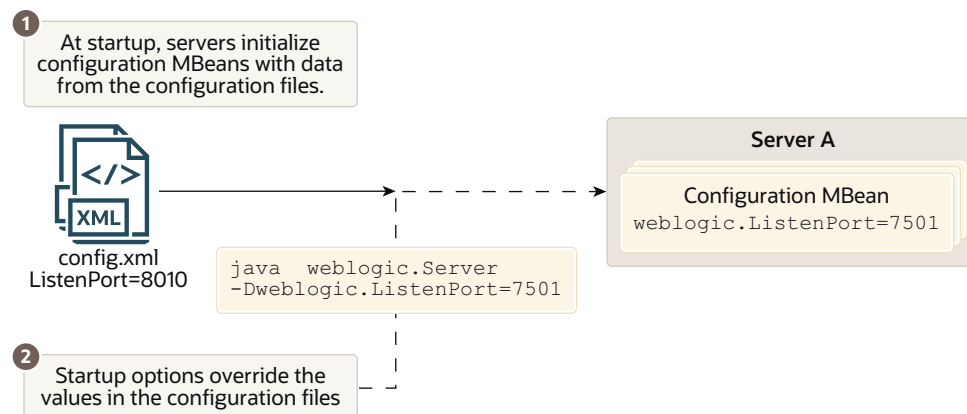 1
At startup, servers initialize
configuration MBeans with data
from the configuration files.
</>
XML
config.xml
ListenPort=8010
java weblogic.Server
-Dweblogic.ListenPort=7501
Server A
Configuration MBean
weblogic.ListenPort=7501
2
Startup options override the
values in the configuration files